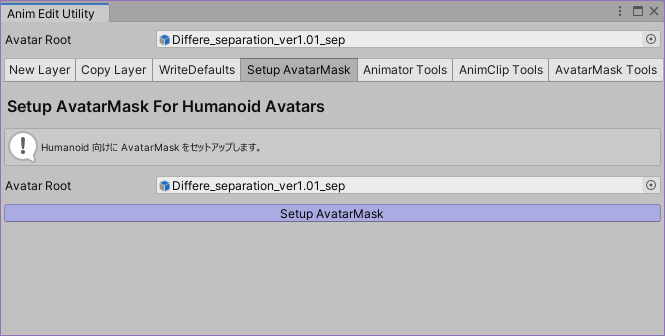 Anim Edit Utility
Avatar Root Differe_separation_ver1.01_sep
New Layer Copy Layer WriteDefaults Setup AvatarMask Animator Tools AnimClip Tools AvatarMask Tools
Setup AvatarMask For Humanoid Avatars
Humanoid 向けに AvatarMask をセットアップします。
Avatar Root Differe_separation_ver1.01_sep
Setup AvatarMask